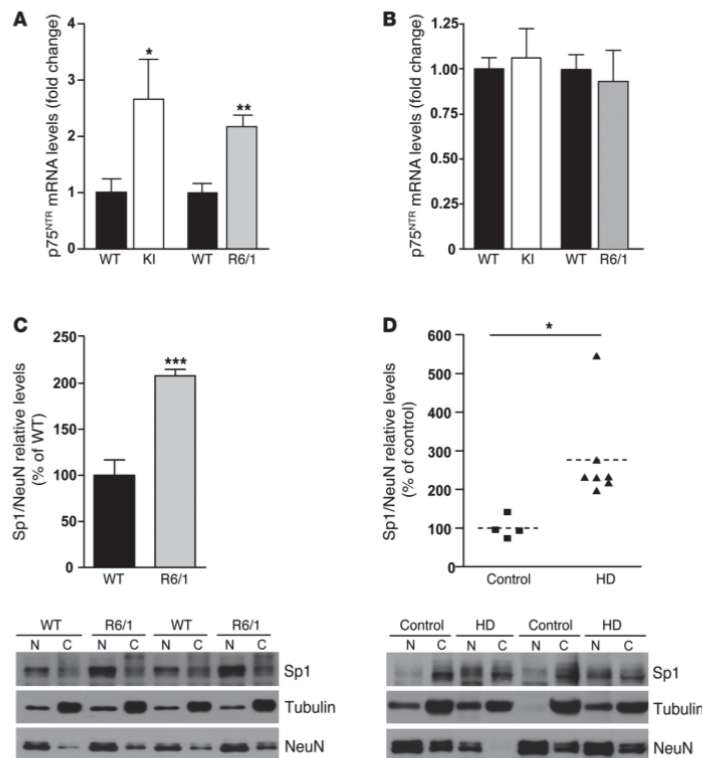 A
p75NTR mRNA levels (fold change)
4
3
2
1
0
*
**
WT KI WT R6/1
B
p75NTR mRNA levels (fold change)
1.25
1.00
0.75
0.50
0.25
0
WT KI WT R6/1
C
Sp1/NeuN relative levels
(% of WT)
250
200
150
100
50
0
***
WT R6/1
D
Sp1/NeuN relative levels
(% of control)
600
500
400
300
200
100
0
*
Control HD
WT R6/1 WT R6/1
N C N C N C N C
Sp1
Tubulin
NeuN
Control HD Control HD
N C N C N C N C
Sp1
Tubulin
NeuN